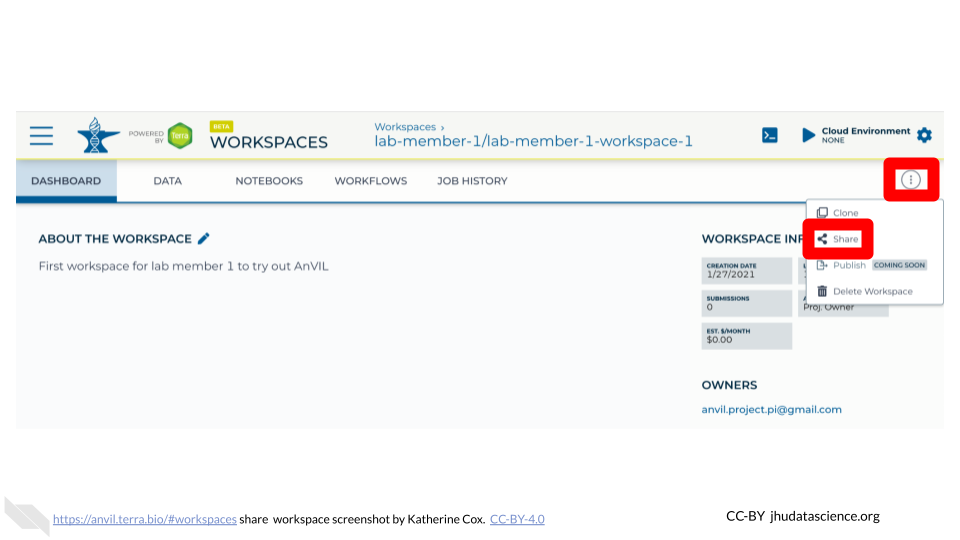 POWERED BY
Terra
BETA
WORKSPACES
Workspaces ›
lab-member-1/lab-member-1-workspace-1
Cloud Environment
NONE
DASHBOARD DATA NOTEBOOKS WORKFLOWS JOB HISTORY
Clone
Share
Publish COMING SOON
Delete Workspace
ABOUT THE WORKSPACE
First workspace for lab member 1 to try out AnVIL
WORKSPACE
CREATION DATE
1/27/2021
SUBMISSIONS
0
Proj. Owner
EST. $/MONTH
$0.00
OWNERS
anvil.project.pi@gmail.com
https://anvil.terra.bio/#workspaces share workspace screenshot by Katherine Cox. CC-BY-4.0
CC-BY jhudatascience.org